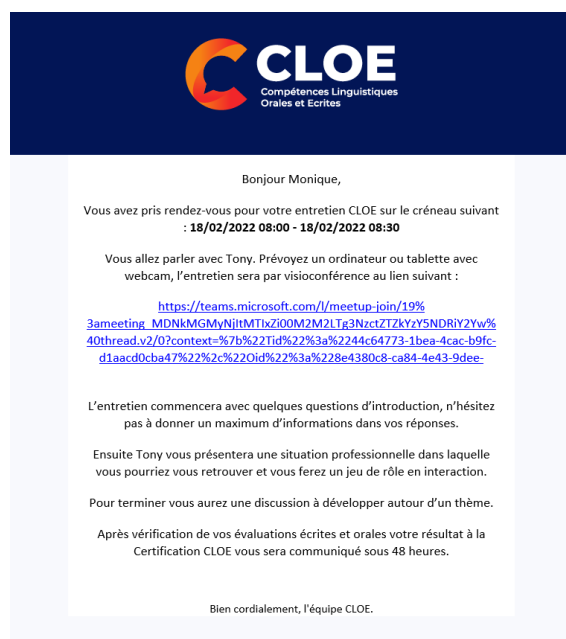 CLOE
Compétences Linguistiques
Orales et Ecrites
Bonjour Monique,
Vous avez pris rendez-vous pour votre entretien CLOE sur le créneau suivant
: 18/02/2022 08:00 - 18/02/2022 08:30
Vous allez parler avec Tony. Prévoyez un ordinateur ou tablette avec
webcam, l’entretien sera par visioconférence au lien suivant :
https://teams.microsoft.com/l/meetup-join/19%
3ameeting_MDNkMGMyNjItMTIxZi00M2M2LTg3NzctZTZkYzY5NDRiY2Yw%
40thread.v2/0?context=%7b%22Tid%22%3a%2244c64773-1bea-4cac-b9fc-
d1aacd0cba47%22%2c%22Oid%22%3a%228e4380c8-ca84-4e43-9dee-
L’entretien commencera avec quelques questions d’introduction, n’hésitez
pas à donner un maximum d’informations dans vos réponses.
Ensuite Tony vous présentera une situation professionnelle dans laquelle
vous pourriez vous retrouver et vous ferez un jeu de rôle en interaction.
Pour terminer vous aurez une discussion à développer autour d’un thème.
Après vérification de vos évaluations écrites et orales votre résultat à la
Certification CLOE vous sera communiqué sous 48 heures.
Bien cordialement, l'équipe CLOE.